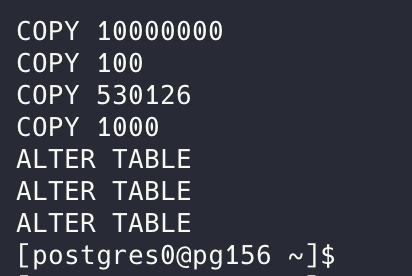 COPY 10000000
COPY 100
COPY 530126
COPY 1000
ALTER TABLE
ALTER TABLE
ALTER TABLE
[postgres0@pg156 ~]$